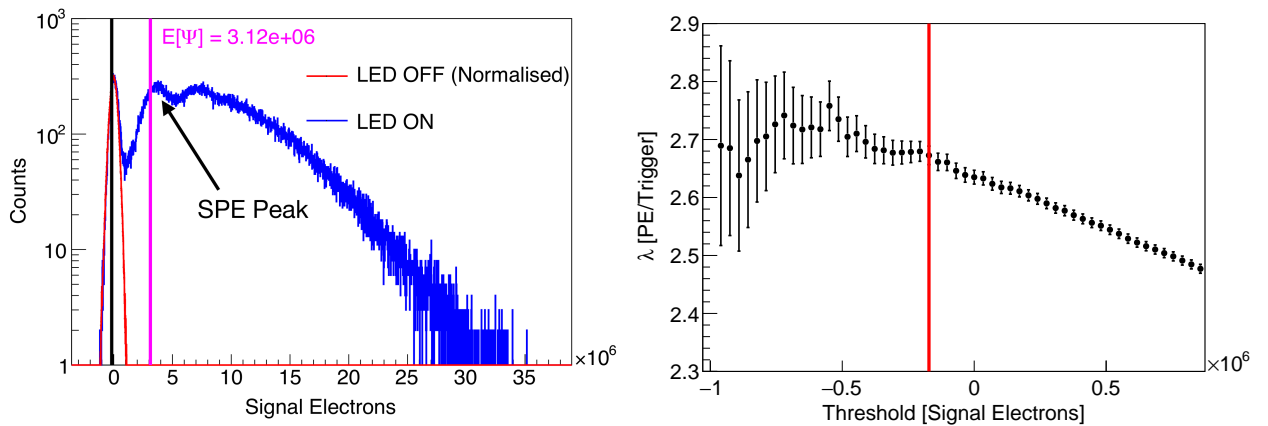 10³
E[Ψ] = 3.12e+06
LED OFF (Normalised)
LED ON
10²
SPE Peak
10
1
0 5 10 15 20 25 30 35
×10⁶
Signal Electrons
Counts
2.9
2.8
2.7
2.6
2.5
2.4
2.3
−1 −0.5 0 0.5
×10⁶
Threshold [Signal Electrons]
λ [PE/Trigger]